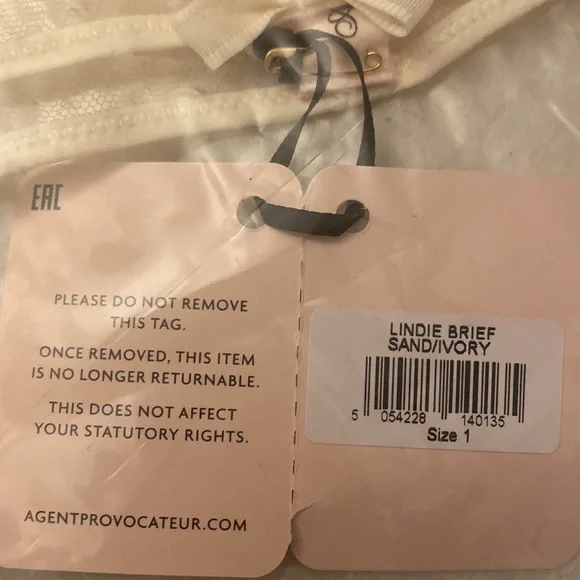 EAC
PLEASE DO NOT REMOVE
THIS TAG.
ONCE REMOVED, THIS ITEM
IS NO LONGER RETURNABLE.
THIS DOES NOT AFFECT
YOUR STATUTORY RIGHTS.
AGENTPROVOCATEUR.COM
LINDIE BRIEF
SAND/IVORY
5 054228 140135
Size 1